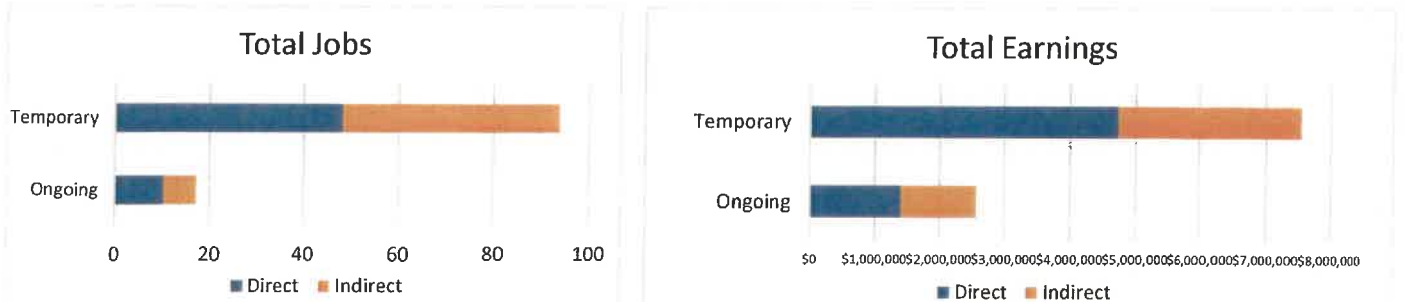 Total Jobs
Temporary
Ongoing
0 20 40 60 80 100
Direct Indirect
Total Earnings
Temporary
Ongoing
$0 $1,000,000 $2,000,000 $3,000,000 $4,000,000 $5,000,000 $6,000,000 $7,000,000 $8,000,000
Direct Indirect